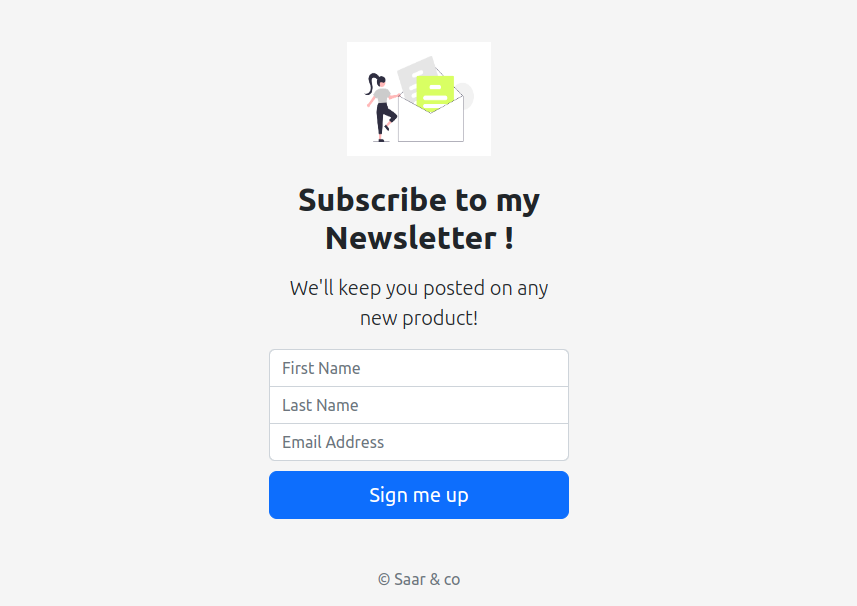 Subscribe to my
Newsletter !
We'll keep you posted on any
new product!
First Name
Last Name
Email Address
Sign me up
© Saar & co